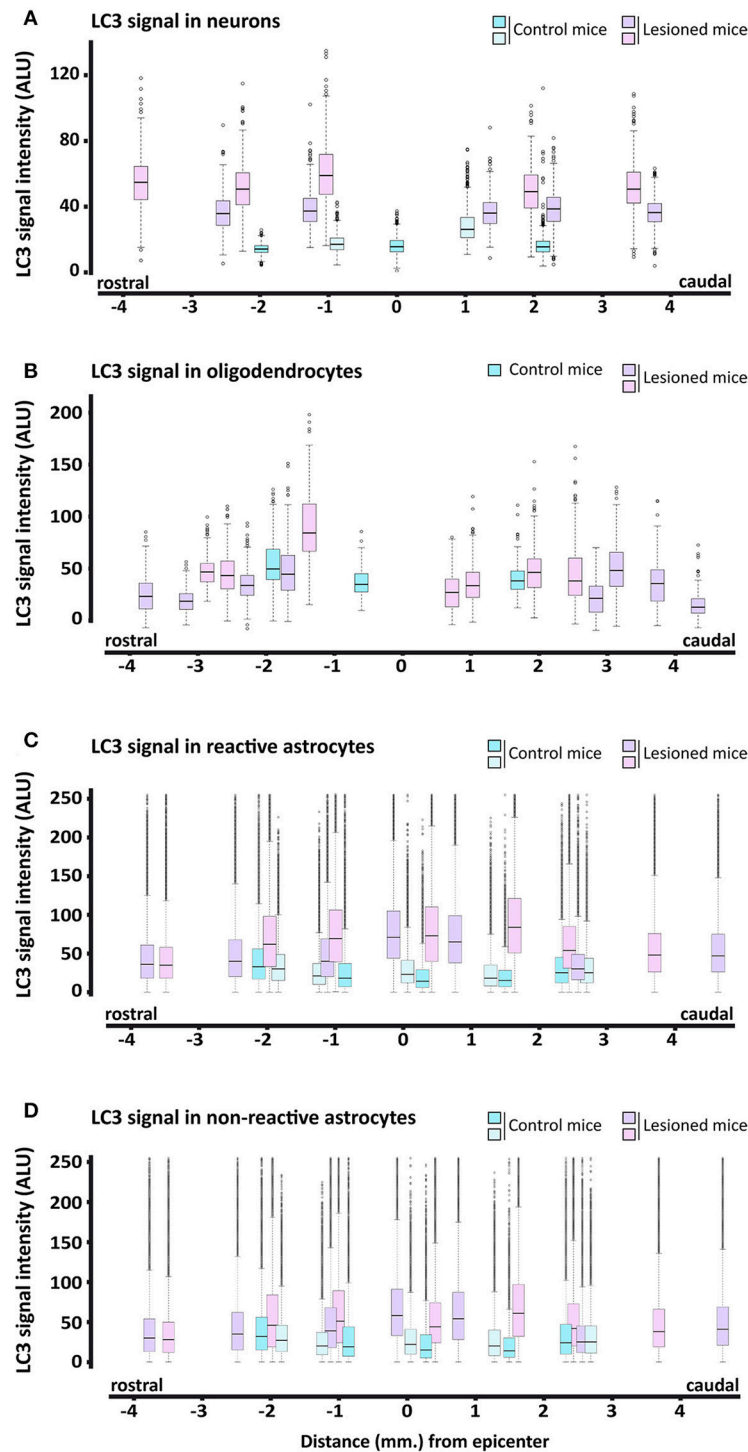 A
LC3 signal in neurons
Control mice
Lesioned mice
LC3 signal intensity (ALU)
120
80
40
0
rostral
caudal
-4 -3 -2 -1 0 1 2 3 4
B
LC3 signal in oligodendrocytes
Control mice
Lesioned mice
LC3 signal intensity (ALU)
200
150
100
50
0
rostral
caudal
-4 -3 -2 -1 0 1 2 3 4
C
LC3 signal in reactive astrocytes
Control mice
Lesioned mice
LC3 signal intensity (ALU)
250
200
150
100
50
0
rostral
caudal
-4 -3 -2 -1 0 1 2 3 4
D
LC3 signal in non-reactive astrocytes
Control mice
Lesioned mice
LC3 signal intensity (ALU)
250
200
150
100
50
0
rostral
caudal
-4 -3 -2 -1 0 1 2 3 4
Distance (mm.) from epicenter